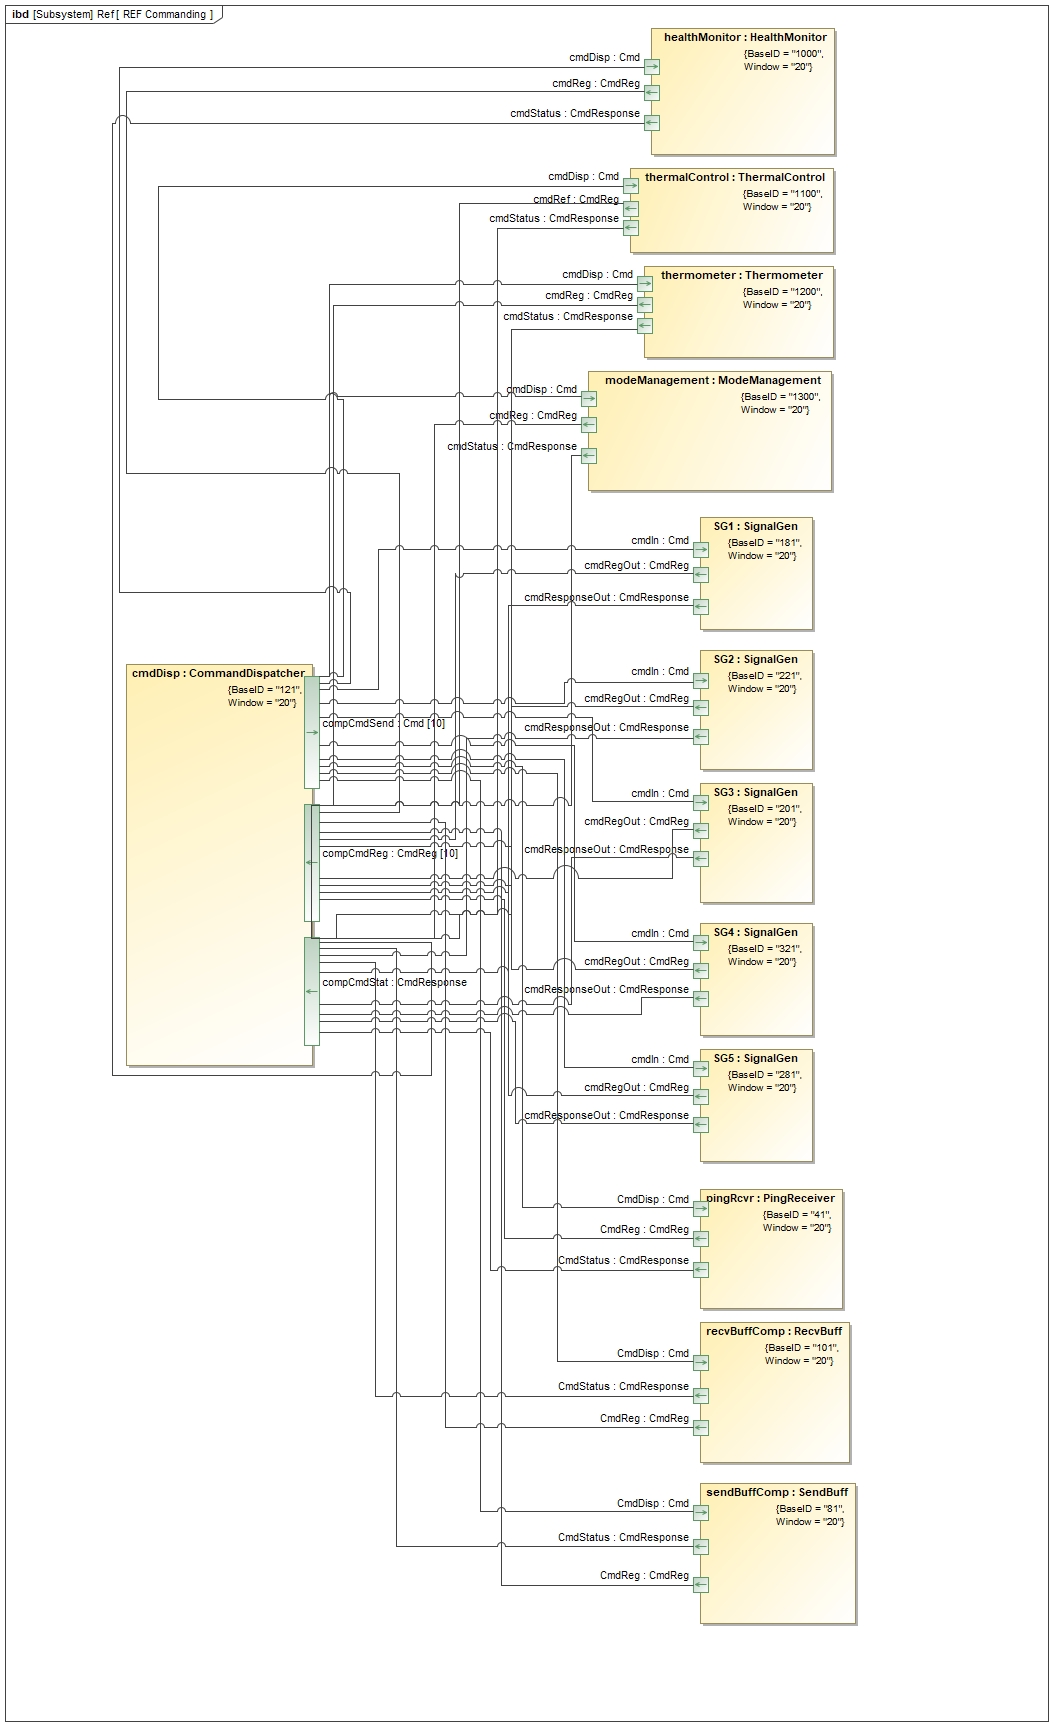 ibd [Subsystem] Ref [ REF Commanding ]
healthMonitor : HealthMonitor
{BaseID = "1000",
Window = "20"}
cmdDisp : Cmd
cmdReg : CmdReg
cmdStatus : CmdResponse
thermalControl : ThermalControl
{BaseID = "1100",
Window = "20"}
cmdDisp : Cmd
cmdRef : CmdReg
cmdStatus : CmdResponse
thermometer : Thermometer
{BaseID = "1200",
Window = "20"}
cmdDisp : Cmd
cmdReg : CmdReg
cmdStatus : CmdResponse
modeManagement : ModeManagement
{BaseID = "1300",
Window = "20"}
cmdDisp : Cmd
cmdReg : CmdReg
cmdStatus : CmdResponse
SG1 : SignalGen
{BaseID = "181",
Window = "20"}
cmdIn : Cmd
cmdRegOut : CmdReg
cmdResponseOut : CmdResponse
cmdDisp : CommandDispatcher
{BaseID = "121",
Window = "20"}
compCmdSend : Cmd [10]
compCmdReg : CmdReg [10]
compCmdStat : CmdResponse
SG2 : SignalGen
{BaseID = "221",
Window = "20"}
cmdIn : Cmd
cmdRegOut : CmdReg
cmdResponseOut : CmdResponse
SG3 : SignalGen
{BaseID = "201",
Window = "20"}
cmdIn : Cmd
cmdRegOut : CmdReg
cmdResponseOut : CmdResponse
SG4 : SignalGen
{BaseID = "321",
Window = "20"}
cmdIn : Cmd
cmdRegOut : CmdReg
cmdResponseOut : CmdResponse
SG5 : SignalGen
{BaseID = "281",
Window = "20"}
cmdIn : Cmd
cmdRegOut : CmdReg
cmdResponseOut : CmdResponse
pingRcvr : PingReceiver
{BaseID = "41",
Window = "20"}
CmdDisp : Cmd
CmdReg : CmdReg
CmdStatus : CmdResponse
recvBuffComp : RecvBuff
{BaseID = "101",
Window = "20"}
CmdDisp : Cmd
CmdStatus : CmdResponse
CmdReg : CmdReg
sendBuffComp : SendBuff
{BaseID = "81",
Window = "20"}
CmdDisp : Cmd
CmdStatus : CmdResponse
CmdReg : CmdReg